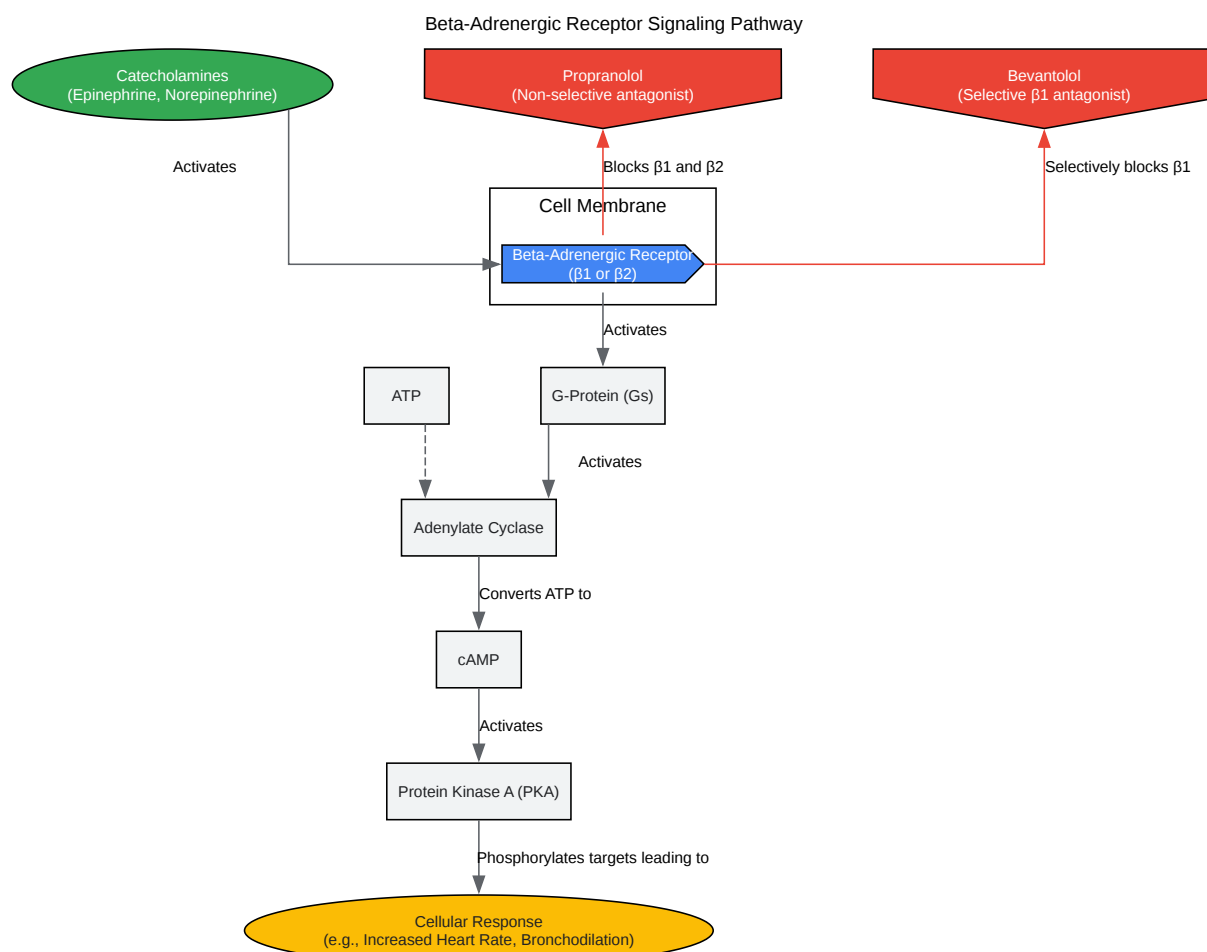 Beta-Adrenergic Receptor Signaling Pathway
Catecholamines
(Epinephrine, Norepinephrine)
Propranolol
(Non-selective antagonist)
Bevantolol
(Selective β1 antagonist)
Activates
Blocks β1 and β2
Selectively blocks β1
Cell Membrane
Beta-Adrenergic Receptor
(β1 or β2)
Activates
ATP
G-Protein (Gs)
Activates
Adenylate Cyclase
Converts ATP to
cAMP
Activates
Protein Kinase A (PKA)
Phosphorylates targets leading to
Cellular Response
(e.g., Increased Heart Rate, Bronchodilation)